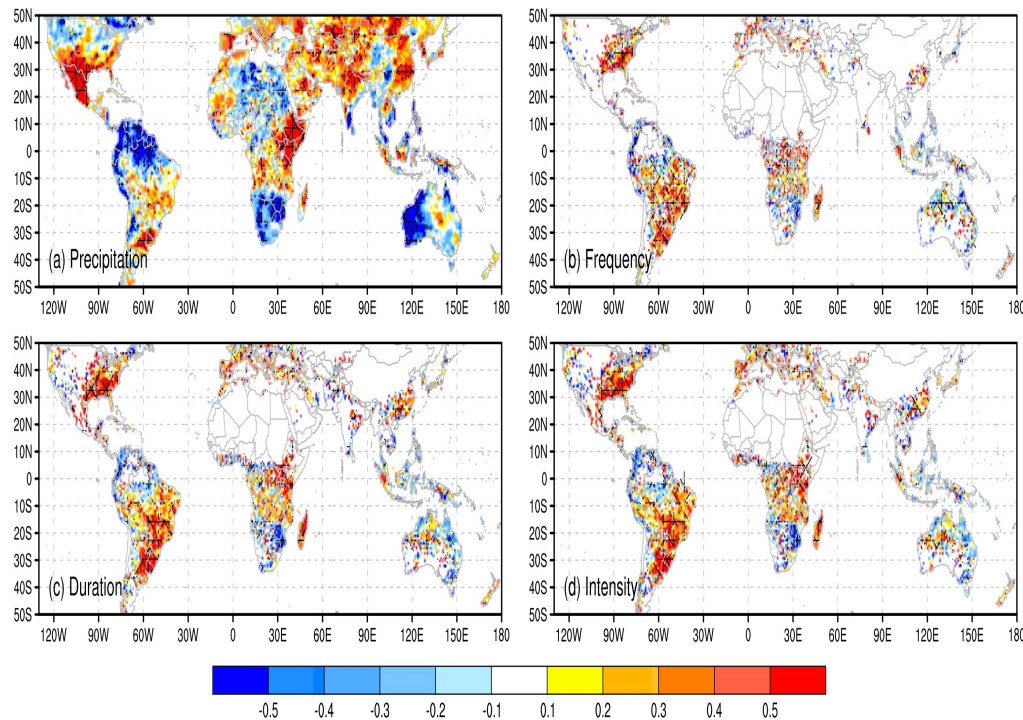 50N 50N
40N 40N
30N 30N
20N 20N
10N 10N
0 0
10S 10S
20S 20S
30S 30S
(a) Precipitation (b) Frequency
40S 40S
50S 50S
120W 90W 60W 30W 0 30E 60E 90E 120E 150E 180 120W 90W 60W 30W 0 30E 60E 90E 120E 150E 180
50N 50N
40N 40N
30N 30N
20N 20N
10N 10N
0 0
10S 10S
20S 20S
30S 30S
(c) Duration (d) Intensity
40S 40S
50S 50S
120W 90W 60W 30W 0 30E 60E 90E 120E 150E 180 120W 90W 60W 30W 0 30E 60E 90E 120E 150E 180
-0.5 -0.4 -0.3 -0.2 -0.1 0.1 0.2 0.3 0.4 0.5